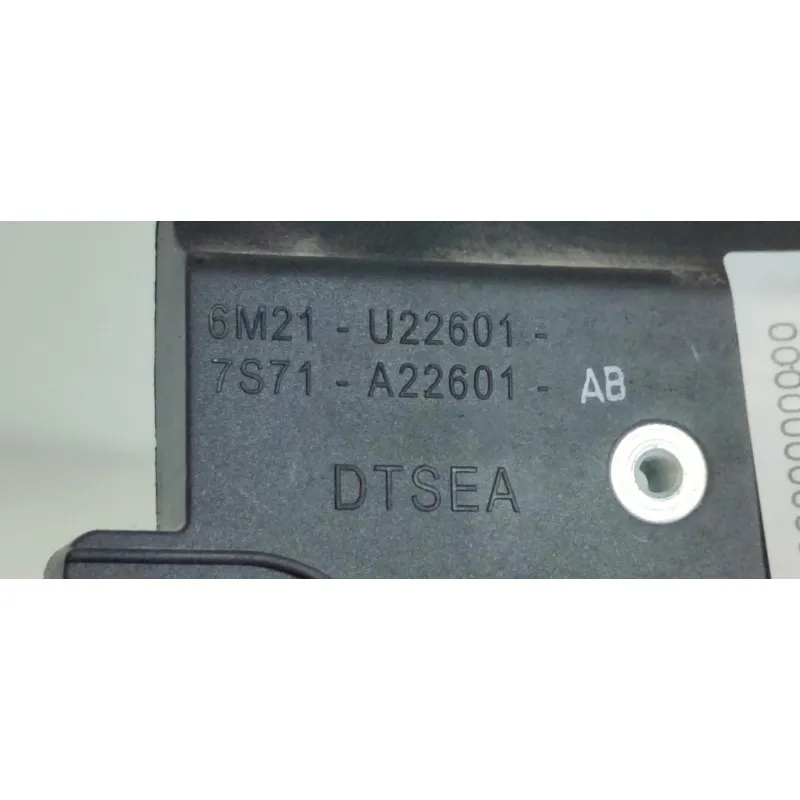 6M21 - U22601 -
7S71 - A22601 - AB
DTSEA